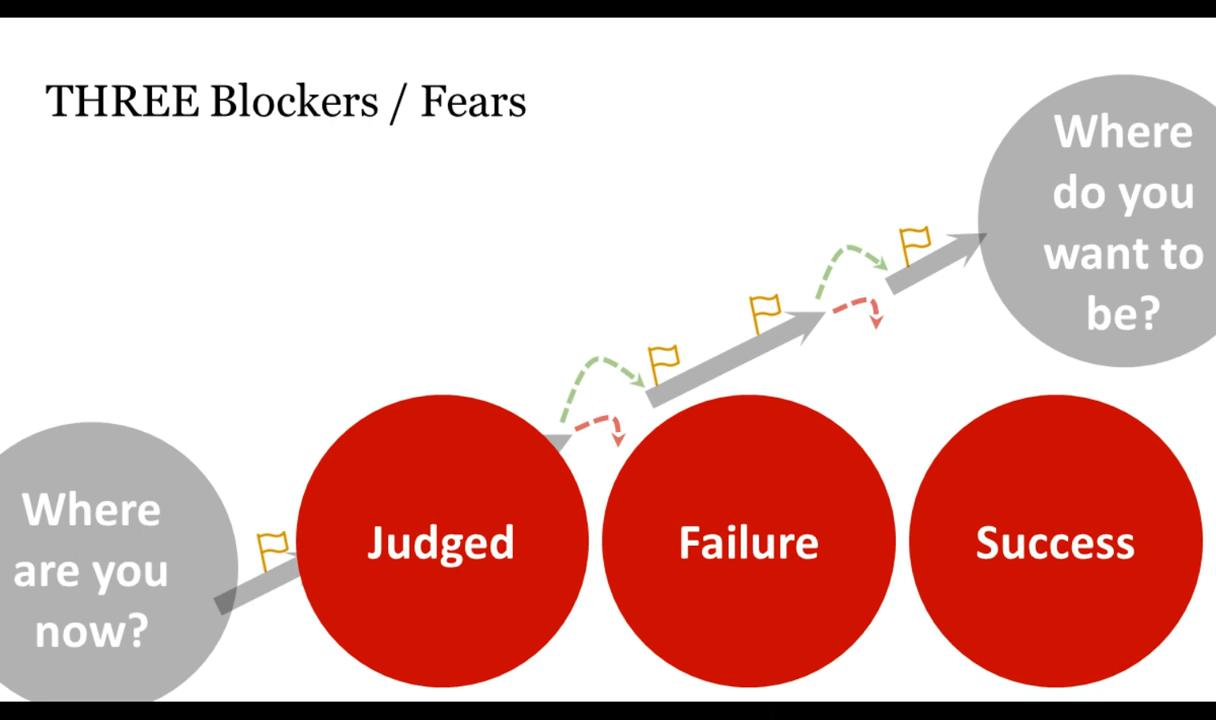 THREE Blockers / Fears
Where
do you
want to
be?
Where
are you
now?
Judged
Failure
Success